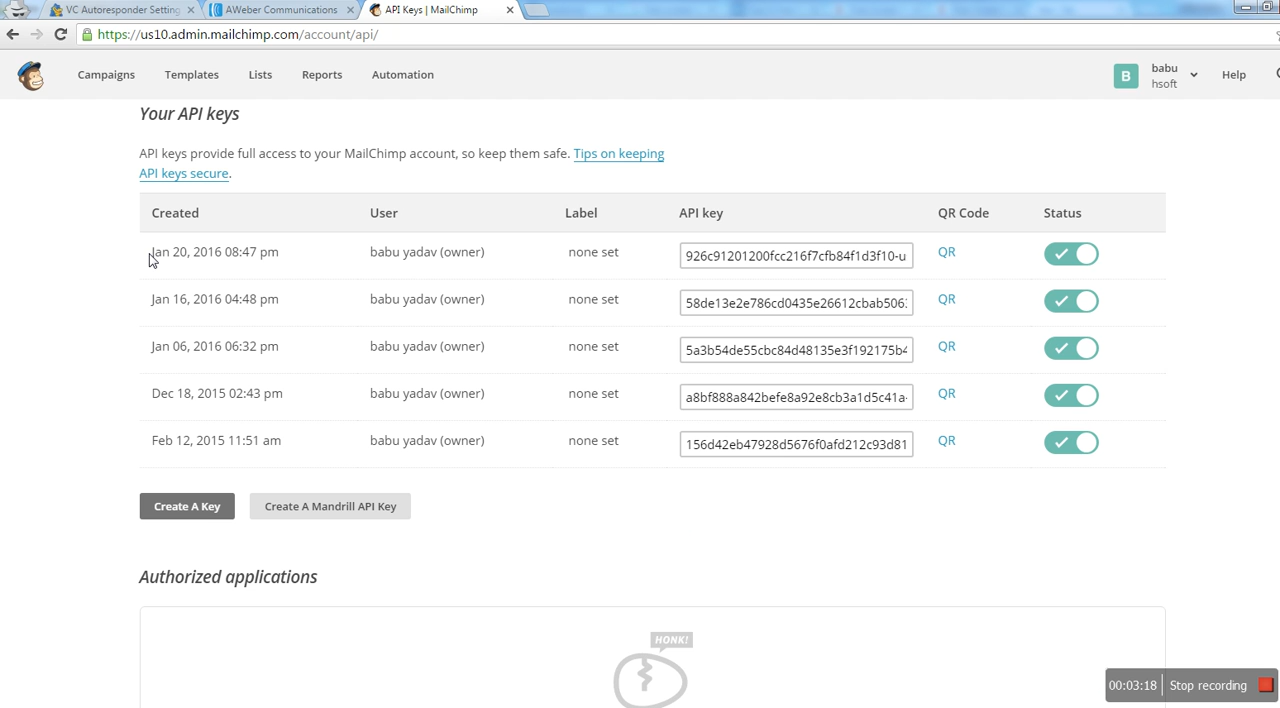 VC Autoresponder Setting
AWeber Communications
API Keys | MailChimp
https://us10.admin.mailchimp.com/account/api/
Campaigns Templates Lists Reports Automation
B
babu
hsoft
Help
Your API keys
API keys provide full access to your MailChimp account, so keep them safe. Tips on keeping
API keys secure.
Created User Label API key QR Code Status
Jan 20, 2016 08:47 pm babu yadav (owner) none set 926c91201200fcc216f7cfb84f1d3f10-u QR
Jan 16, 2016 04:48 pm babu yadav (owner) none set 58de13e2e786cd0435e26612cbab506 QR
Jan 06, 2016 06:32 pm babu yadav (owner) none set 5a3b54de55cbc84d48135e3f192175b4 QR
Dec 18, 2015 02:43 pm babu yadav (owner) none set a8bf888a842befe8a92e8cb3a1d5c41a- QR
Feb 12, 2015 11:51 am babu yadav (owner) none set 156d42eb47928d5676f0afd212c93d81 QR
Create A Key Create A Mandrill API Key
Authorized applications
HONK!
00:03:18 Stop recording